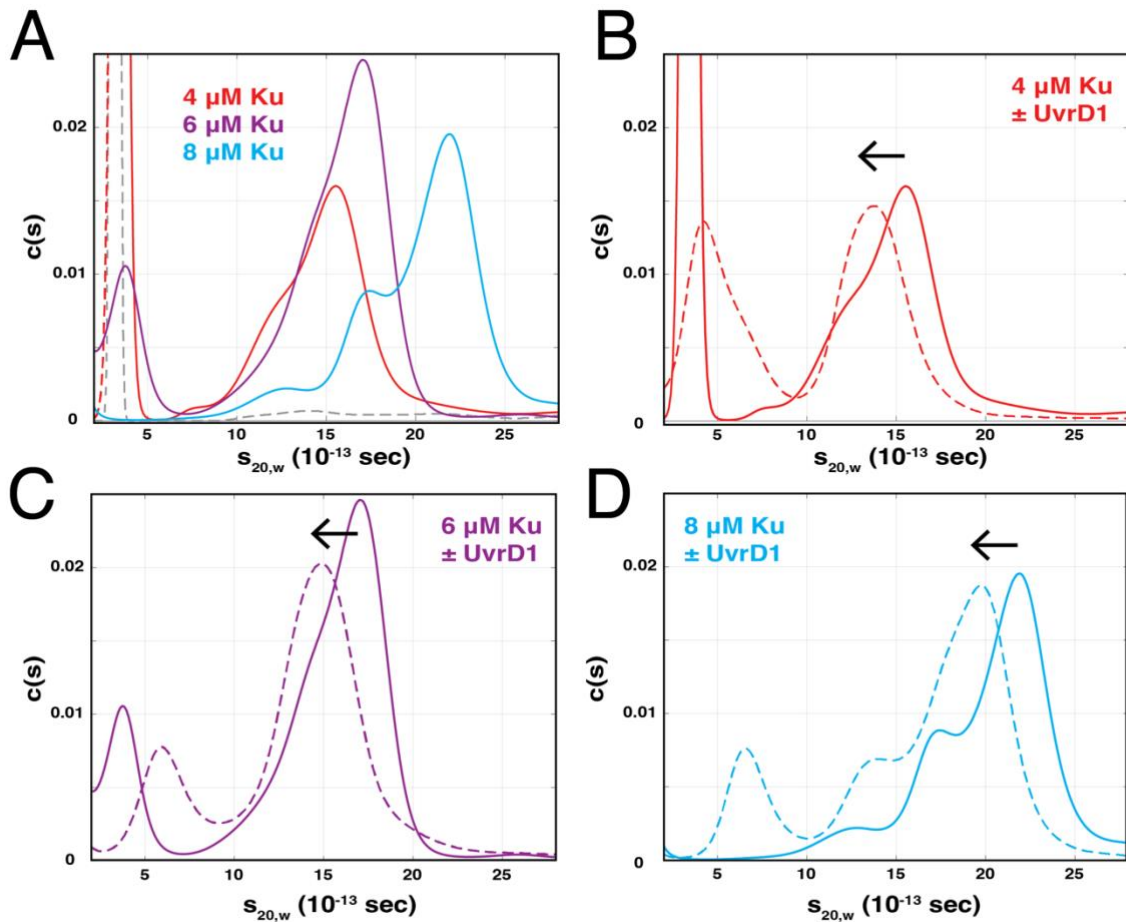 A
4 µM Ku
6 µM Ku
8 µM Ku
0.02
0.01
0
c(s)
5 10 15 20 25
s20,w (10-13 sec)
B
4 µM Ku
± UvrD1
0.02
0.01
0
c(s)
5 10 15 20 25
s20,w (10-13 sec)
C
6 µM Ku
± UvrD1
0.02
0.01
0
c(s)
5 10 15 20 25
s20,w (10-13 sec)
D
8 µM Ku
± UvrD1
0.02
0.01
0
c(s)
5 10 15 20 25
s20,w (10-13 sec)